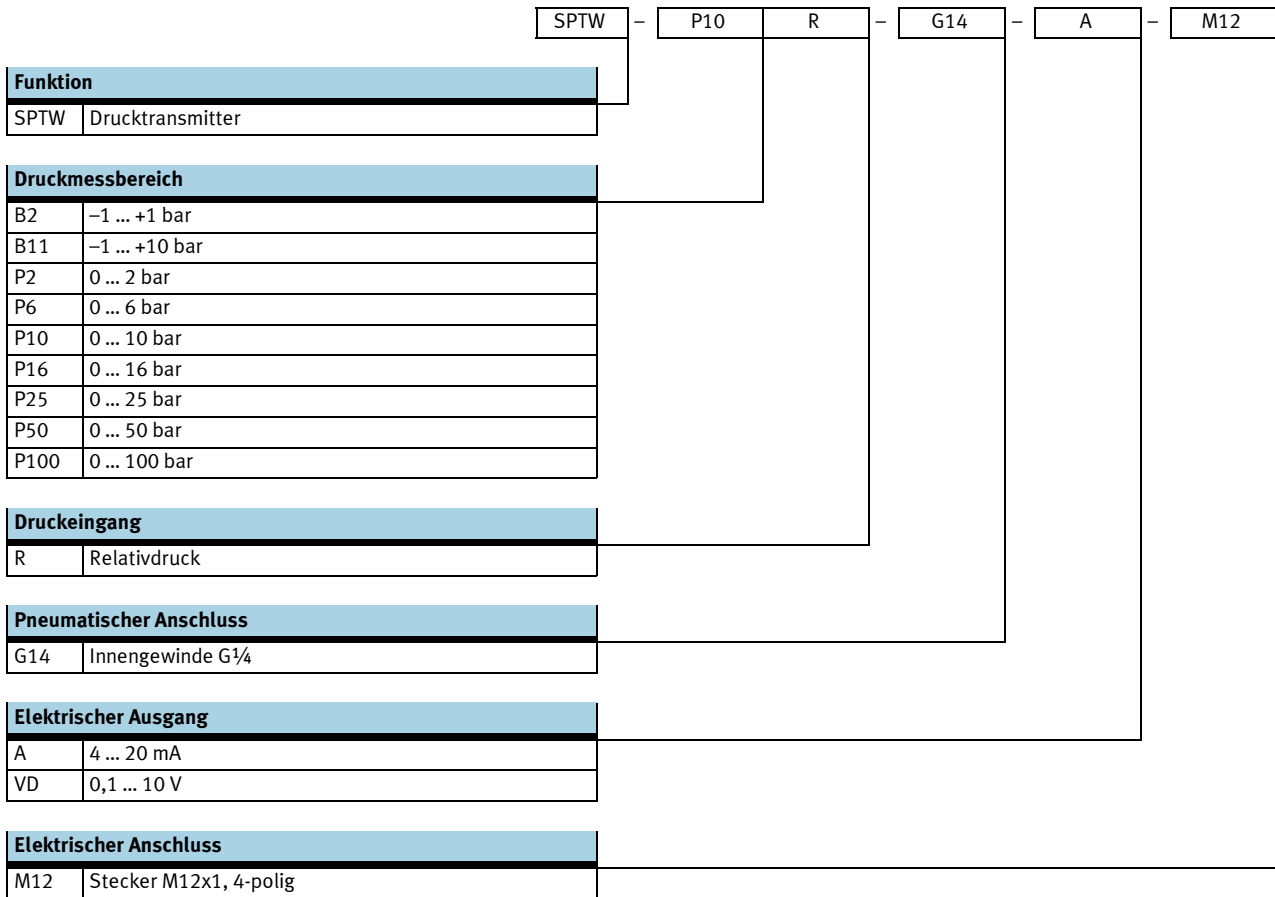 SPTW – P10 R – G14 – A – M12
Funktion
SPTW Drucktransmitter
Druckmessbereich
B2 –1 ... +1 bar
B11 –1 ... +10 bar
P2 0 ... 2 bar
P6 0 ... 6 bar
P10 0 ... 10 bar
P16 0 ... 16 bar
P25 0 ... 25 bar
P50 0 ... 50 bar
P100 0 ... 100 bar
Druckeingang
R Relativdruck
Pneumatischer Anschluss
G14 Innengewinde G¼
Elektrischer Ausgang
A 4 ... 20 mA
VD 0,1 ... 10 V
Elektrischer Anschluss
M12 Stecker M12x1, 4-polig